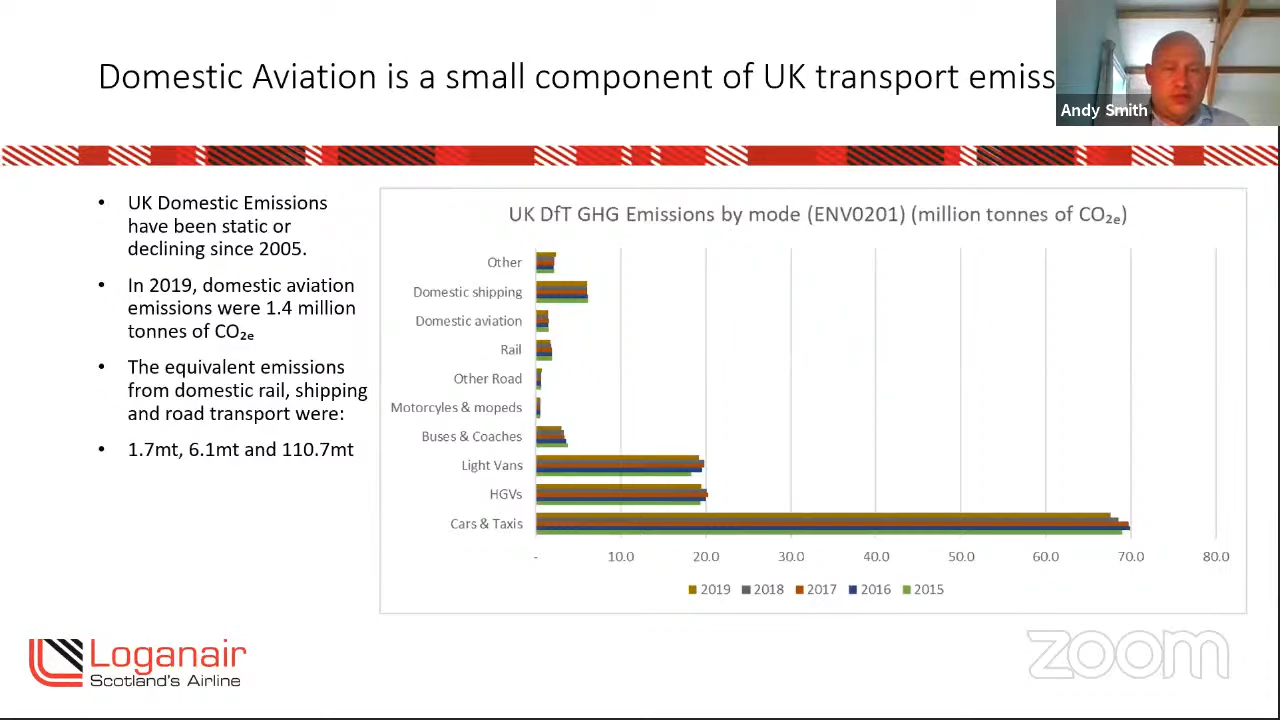 Domestic Aviation is a small component of UK transport emiss
Andy Smith
• UK Domestic Emissions
have been static or
declining since 2005.
• In 2019, domestic aviation
emissions were 1.4 million
tonnes of CO₂ₑ
• The equivalent emissions
from domestic rail, shipping
and road transport were:
• 1.7mt, 6.1mt and 110.7mt
UK DfT GHG Emissions by mode (ENV0201) (million tonnes of CO₂ₑ)
Other
Domestic shipping
Domestic aviation
Rail
Other Road
Motorcyles & mopeds
Buses & Coaches
Light Vans
HGVs
Cars & Taxis
- 10.0 20.0 30.0 40.0 50.0 60.0 70.0 80.0
2019 2018 2017 2016 2015
Loganair
Scotland's Airline
zoom